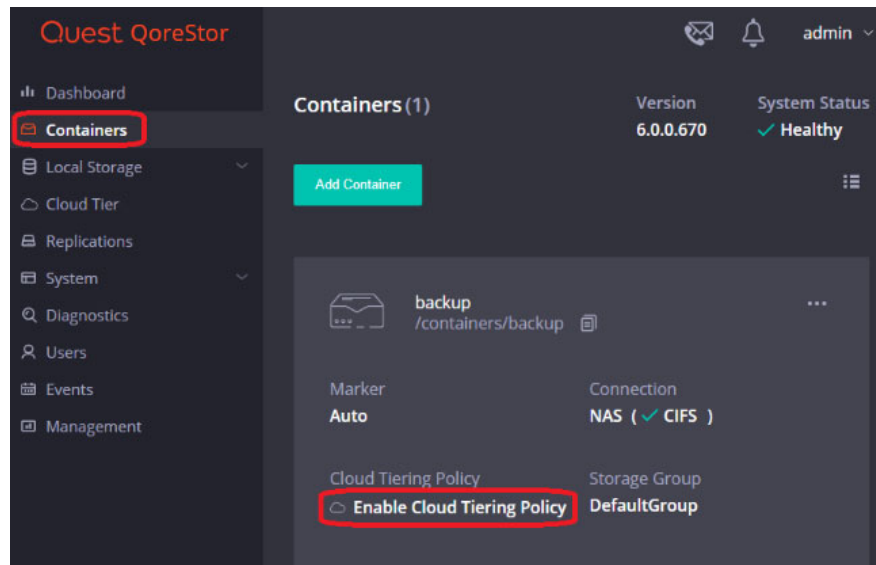 Quest QoreStor
admin
Dashboard
Containers
Local Storage
Cloud Tier
Replications
System
Diagnostics
Users
Events
Management
Containers (1)
Version
6.0.0.670
System Status
Healthy
Add Container
backup
/containers/backup
Marker
Auto
Connection
NAS ( ✓ CIFS )
Cloud Tiering Policy
Enable Cloud Tiering Policy
Storage Group
DefaultGroup